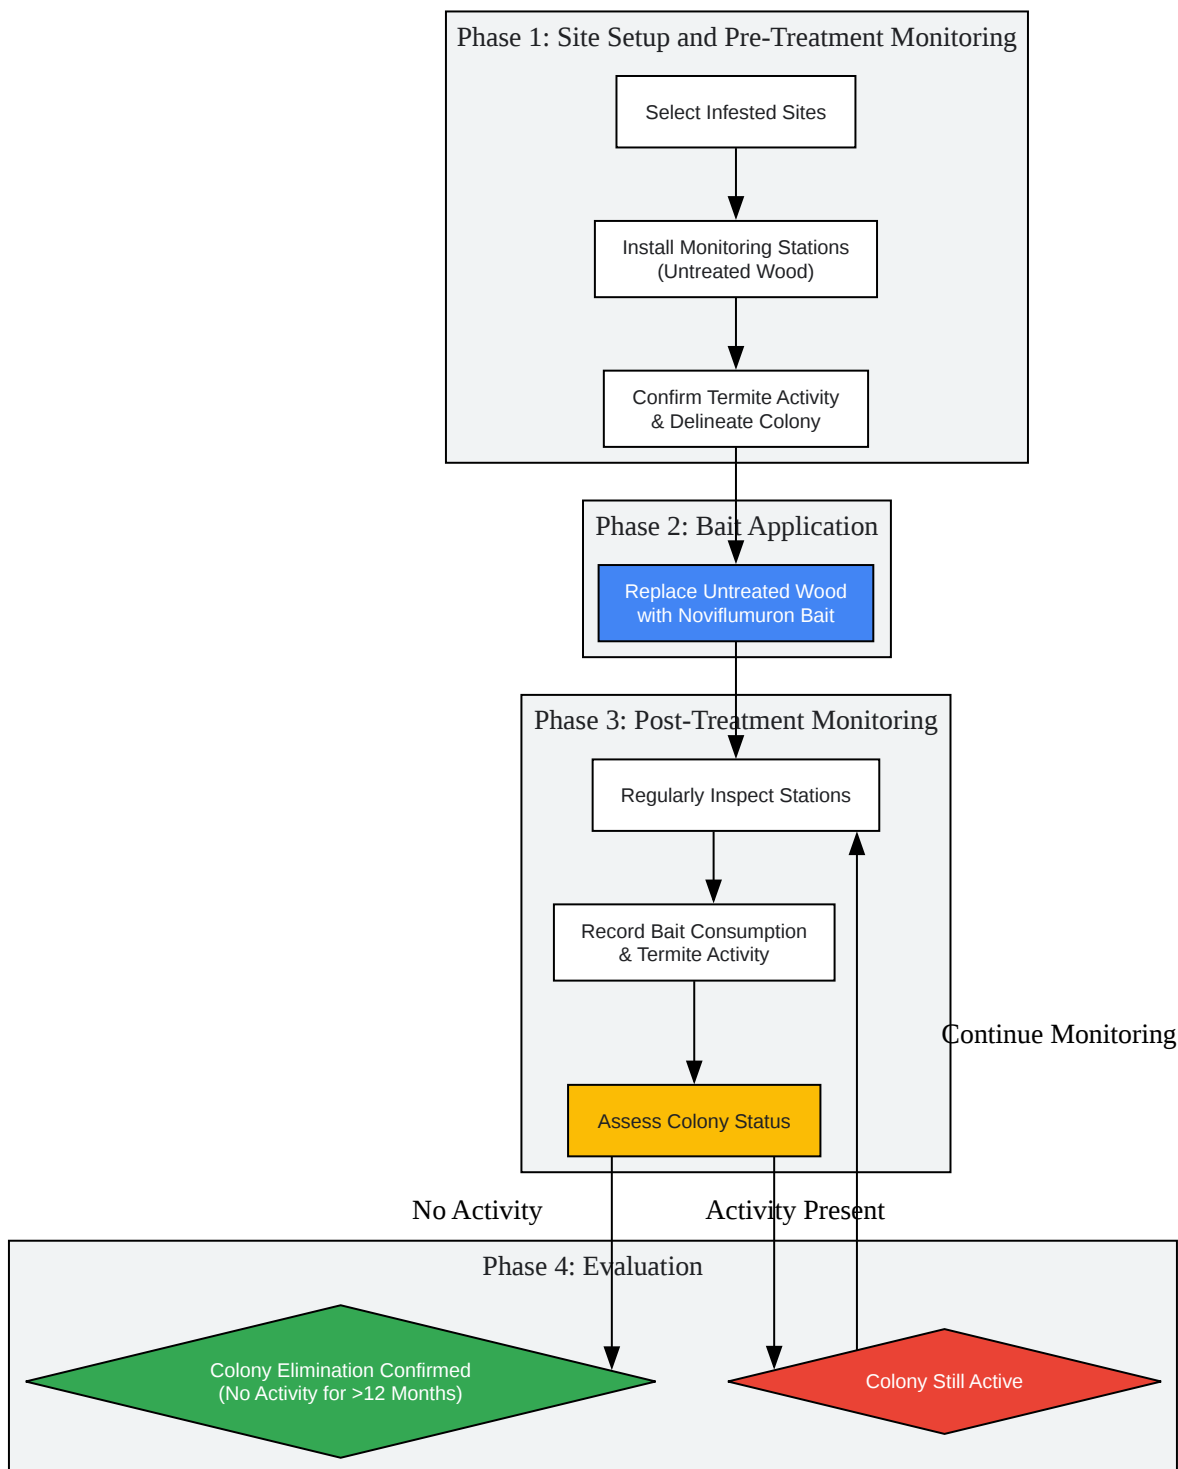 Phase 1: Site Setup and Pre-Treatment Monitoring
Select Infested Sites
Install Monitoring Stations
(Untreated Wood)
Confirm Termite Activity
& Delineate Colony
Phase 2: Bait Application
Replace Untreated Wood
with Noviflumuron Bait
Phase 3: Post-Treatment Monitoring
Regularly Inspect Stations
Record Bait Consumption
& Termite Activity
Continue Monitoring
Assess Colony Status
No Activity
Activity Present
Phase 4: Evaluation
Colony Elimination Confirmed
(No Activity for >12 Months)
Colony Still Active